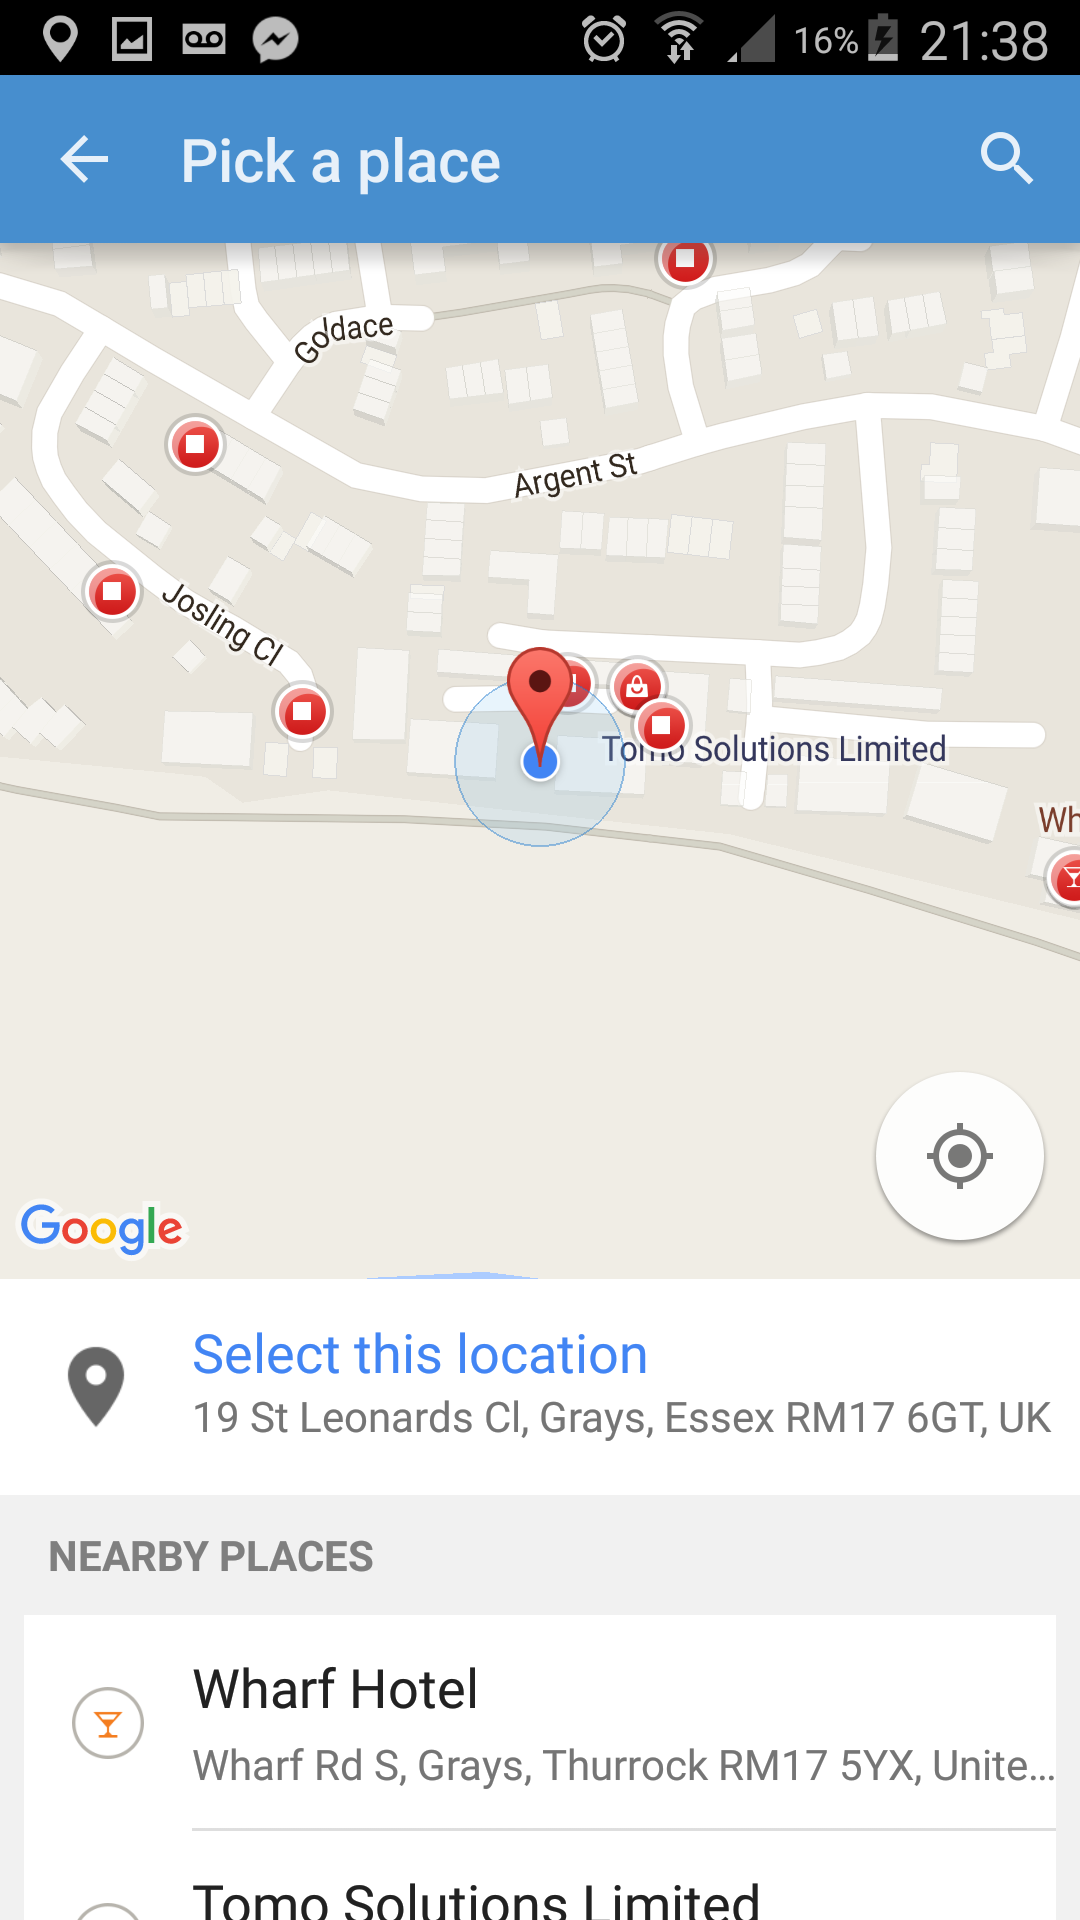 16% 21:38
Pick a place
Goldace
Argent St
Josling Cl
Tomo Solutions Limited
Wh
Google
Select this location
19 St Leonards Cl, Grays, Essex RM17 6GT, UK
NEARBY PLACES
Wharf Hotel
Wharf Rd S, Grays, Thurrock RM17 5YX, Unite...
Tomo Solutions Limited